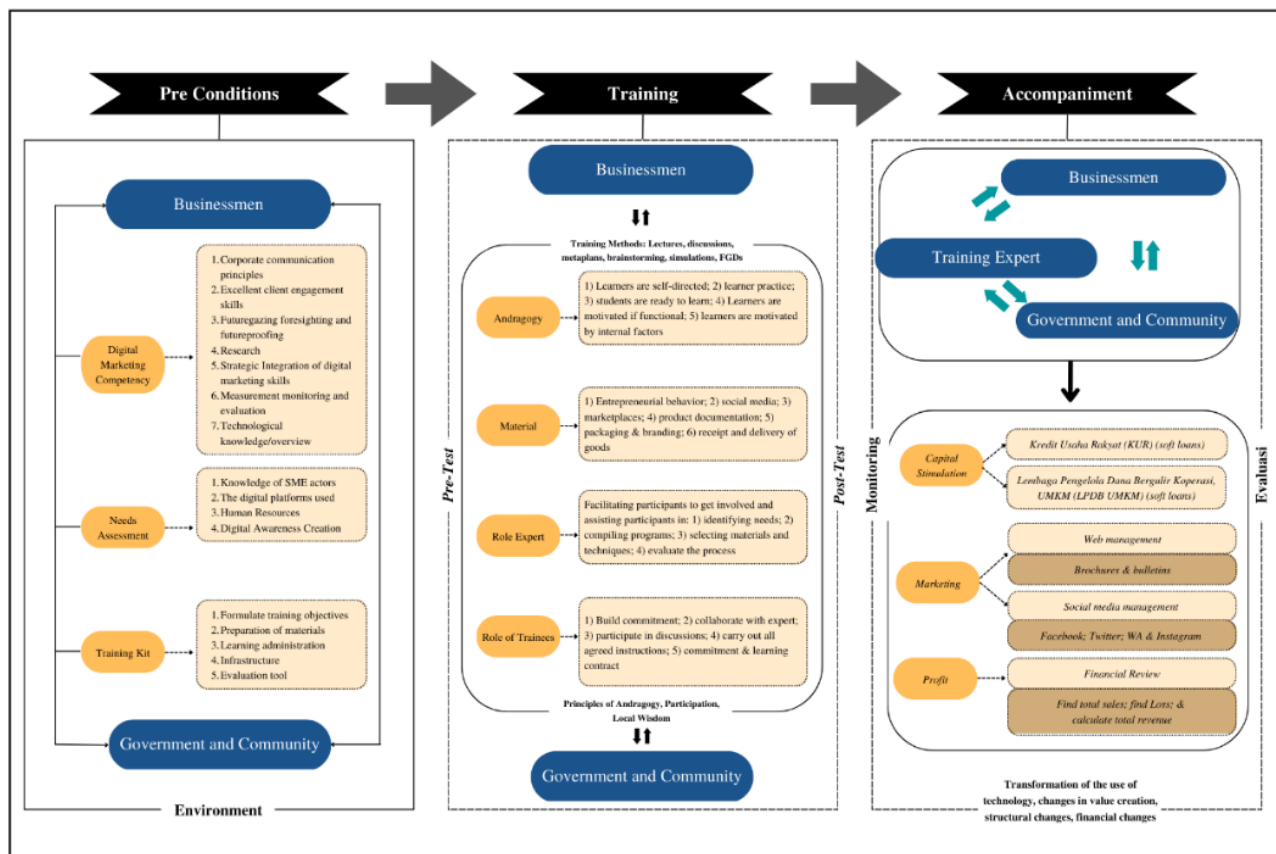 Pre Conditions
Training
Accompaniment
Businessmen
Digital
Marketing
Competency
1. Corporate communication
principles
2. Excellent client engagement
skills
3. Futuregazing foresighting and
futureproofing
4. Research
5. Strategic Integration of digital
marketing skills
6. Measurement monitoring and
evaluation
7. Technological
knowledge/overview
Needs
Assessment
1. Knowledge of SME actors
2. The digital platforms used
3. Human Resources
4. Digital Awareness Creation
Training Kit
1. Formulate training objectives
2. Preparation of materials
3. Learning administration
4. Infrastructure
5. Evaluation tool
Government and Community
Environment
Pre-Test
Businessmen
Training Methods: Lectures, discussions,
metaplans, brainstorming, simulations, FGDs
Andragogy
1) Learners are self-directed; 2) learner practice;
3) students are ready to learn; 4) Learners are
motivated if functional; 5) learners are motivated
by internal factors
Material
1) Entrepreneurial behavior; 2) social media; 3)
marketplaces; 4) product documentation; 5)
packaging & branding; 6) receipt and delivery of
goods
Role Expert
Facilitating participants to get involved and
assisting participants in: 1) identifying needs; 2)
compiling programs; 3) selecting materials and
techniques; 4) evaluate the process
Role of Trainees
1) Build commitment; 2) collaborate with expert;
3) participate in discussions; 4) carry out all
agreed instructions; 5) commitment & learning
contract
Principles of Andragogy, Participation,
Local Wisdom
Government and Community
Post-Test
Monitoring
Businessmen
Training Expert
Government and Community
Capital
Stimulation
Kredit Usaha Rakyat (KUR) (soft loans)
Lembaga Pengelola Dana Bergulir Koperasi,
UMKM (LPDB UMKM) (soft loans)
Marketing
Web management
Brochures & bulletins
Social media management
Facebook; Twitter; WA & Instagram
Profit
Financial Review
Find total sales; find Loss; &
calculate total revenue
Evaluasi
Transformation of the use of
technology, changes in value creation,
structural changes, financial changes